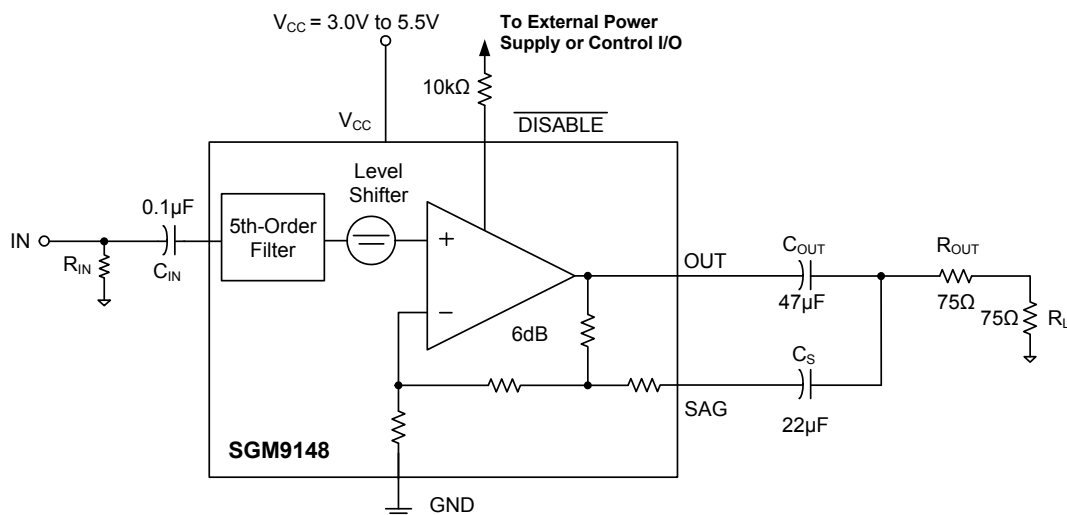 V_CC = 3.0V to 5.5V
To External Power
Supply or Control I/O
10kΩ
V_CC
DISABLE
Level
Shifter
0.1µF
5th-Order
Filter
IN
R_IN
C_IN
+
−
6dB
OUT
C_OUT
47µF
R_OUT
75Ω
75Ω
R_L
C_S
22µF
SAG
SGM9148
GND